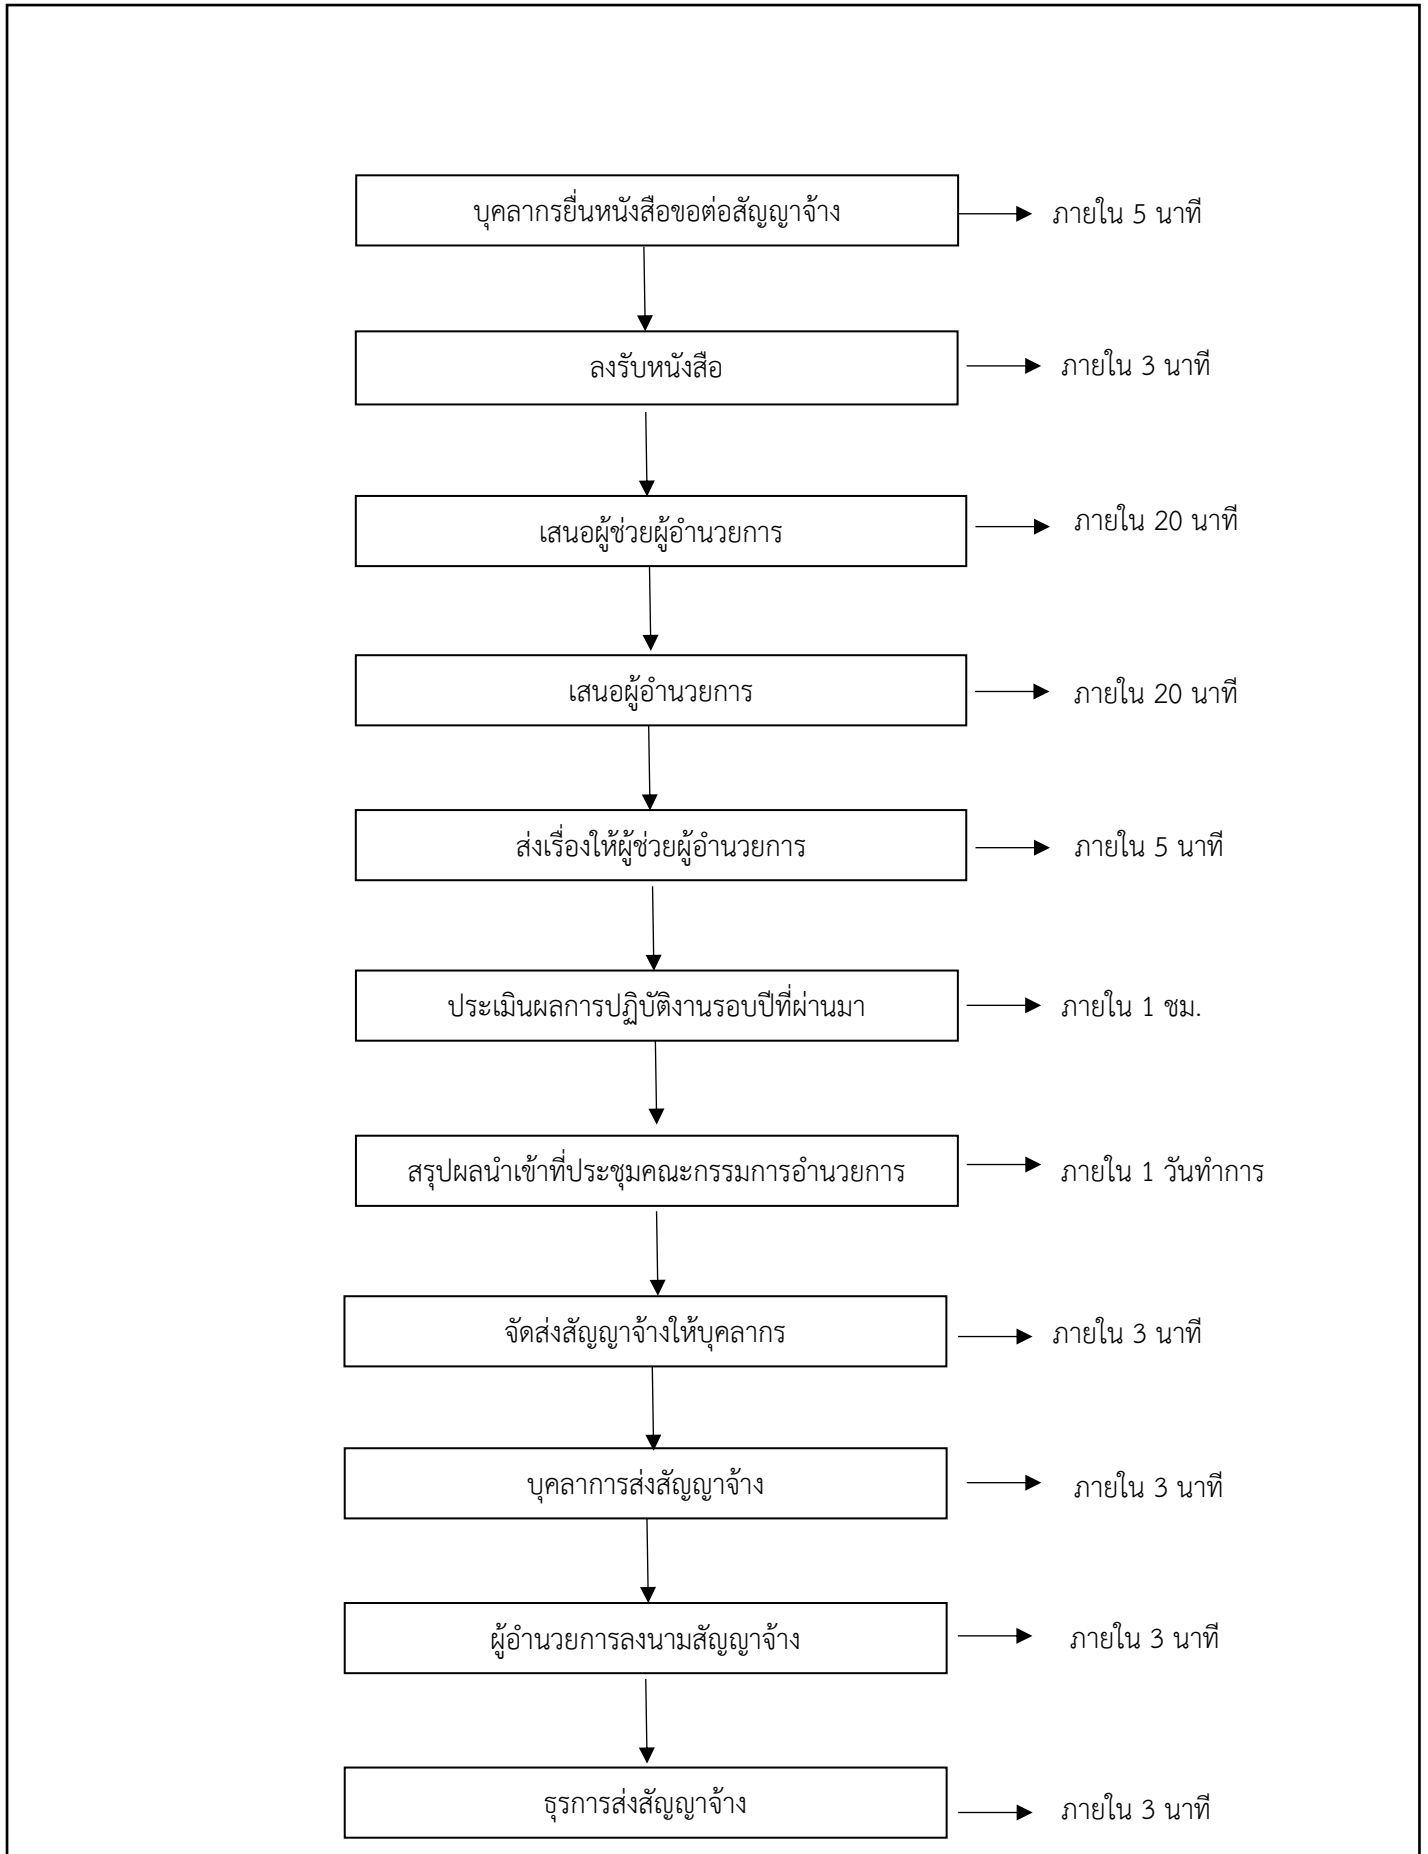 บุคลากรยื่นหนังสือขอต่อสัญญาจ้าง ภายใน 5 นาที
ลงรับหนังสือ ภายใน 3 นาที
เสนอผู้ช่วยผู้อำนวยการ ภายใน 20 นาที
เสนอผู้อำนวยการ ภายใน 20 นาที
ส่งเรื่องให้ผู้ช่วยผู้อำนวยการ ภายใน 5 นาที
ประเมินผลการปฏิบัติงานรอบปีที่ผ่านมา ภายใน 1 ชม.
สรุปผลนำเข้าที่ประชุมคณะกรรมการอำนวยการ ภายใน 1 วันทำการ
จัดส่งสัญญาจ้างให้บุคลากร ภายใน 3 นาที
บุคลาการส่งสัญญาจ้าง ภายใน 3 นาที
ผู้อำนวยการลงนามสัญญาจ้าง ภายใน 3 นาที
ธุรการส่งสัญญาจ้าง ภายใน 3 นาที